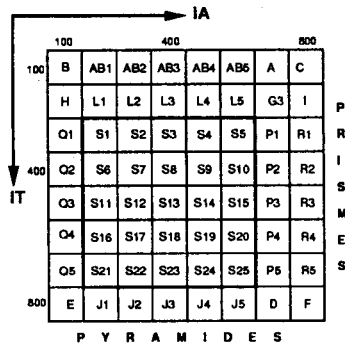 IA
100 400 800
100 B AB1 AB2 AB3 AB4 AB5 A C
H L1 L2 L3 L4 L5 G3 I
Q1 S1 S2 S3 S4 S5 P1 R1
400 Q2 S6 S7 S8 S9 S10 P2 R2
IT
Q3 S11 S12 S13 S14 S15 P3 R3
Q4 S16 S17 S18 S19 S20 P4 R4
Q5 S21 S22 S23 S24 S25 P5 R5
800 E J1 J2 J3 J4 J5 D F
PRISMES
PYRAMIDES